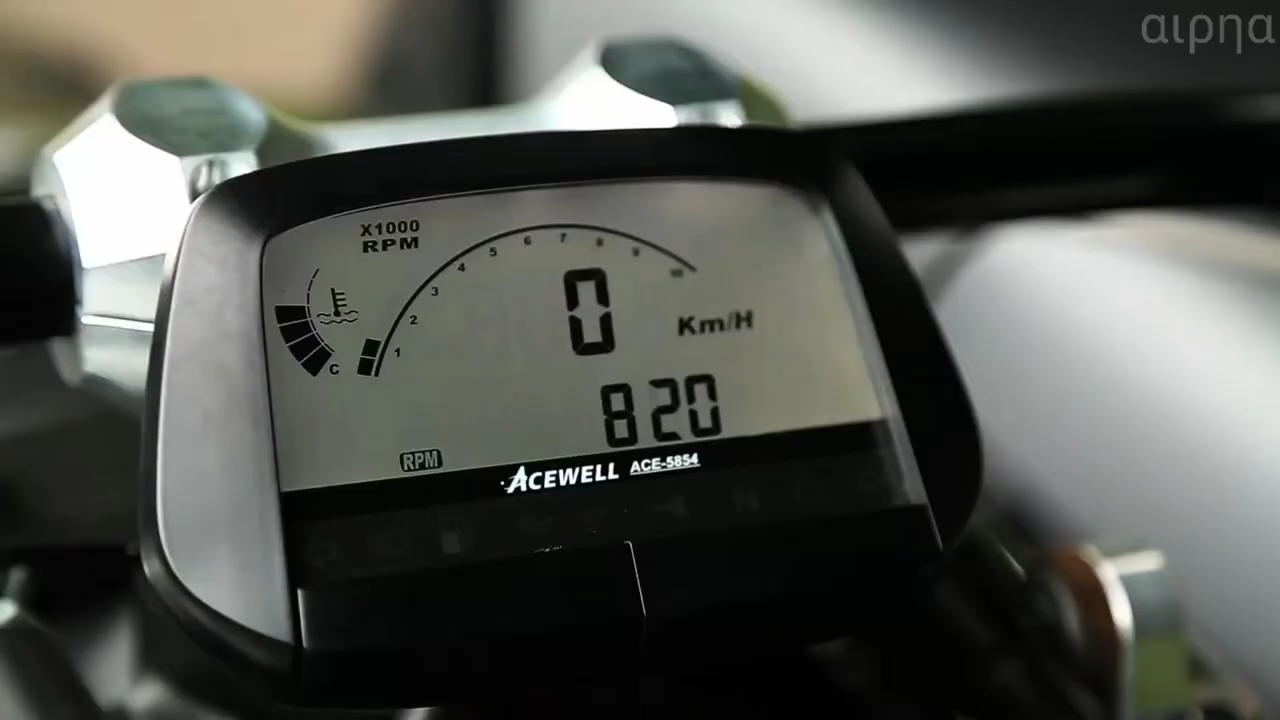 αιρηα
X1000
RPM
1 2 3 4 5 6 7 8 9 10
0 Km/H
C
820
RPM
ACEWELL ACE-5854
N